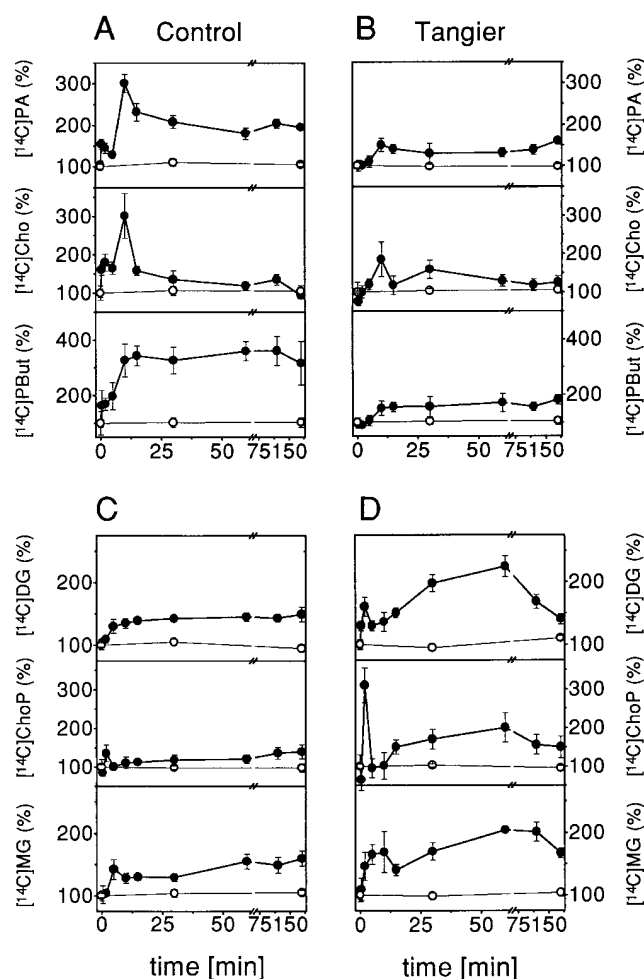 A Control B Tangier
[14C]PA (%) 300 200 100 300 200 100 [14C]PA (%)
[14C]Cho (%) 300 200 100 300 200 100 [14C]Cho (%)
[14C]PBut (%) 400 200 400 200 [14C]PBut (%)
0 25 50 75150 0 25 50 75150
C D
[14C]DG (%) 200 100 200 100 [14C]DG (%)
[14C]ChoP (%) 300 200 100 300 200 100 [14C]ChoP (%)
[14C]MG (%) 200 100 200 100 [14C]MG (%)
0 25 50 75150 0 25 50 75150
time [min] time [min]